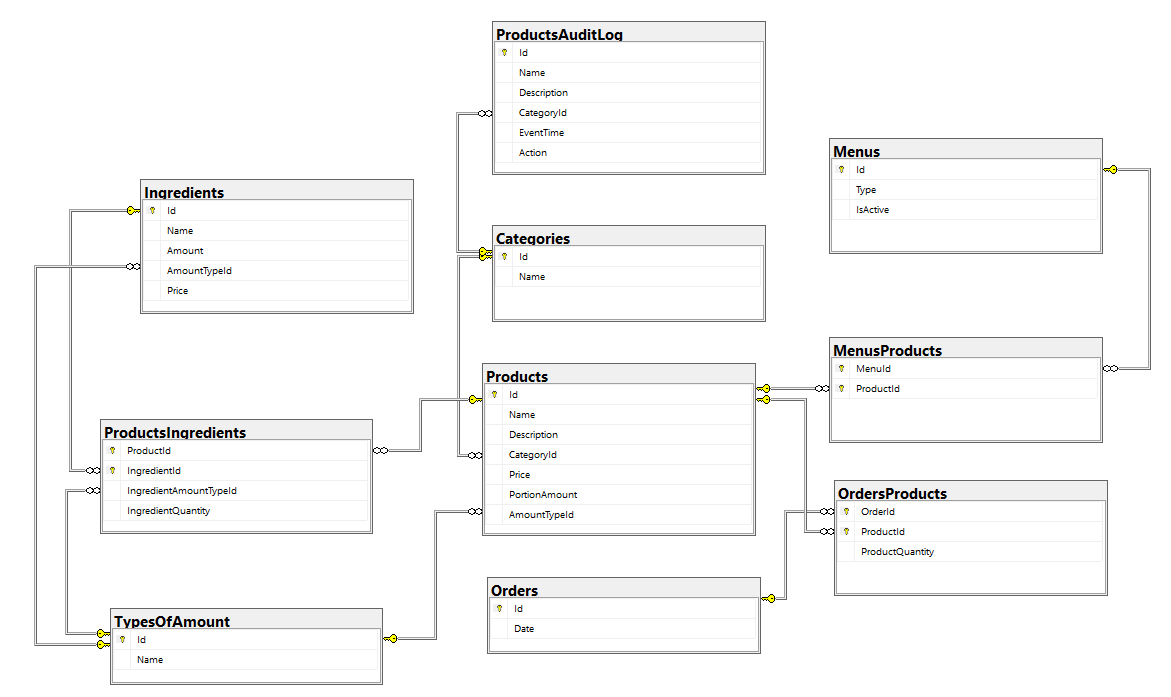 ProductsAuditLog
Id
Name
Description
CategoryId
EventTime
Action
Menus
Id
Type
IsActive
Ingredients
Id
Name
Amount
AmountTypeId
Price
Categories
Id
Name
MenusProducts
MenuId
ProductId
Products
Id
Name
Description
CategoryId
Price
PortionAmount
AmountTypeId
ProductsIngredients
ProductId
IngredientId
IngredientAmountTypeId
IngredientQuantity
OrdersProducts
OrderId
ProductId
ProductQuantity
Orders
Id
Date
TypesOfAmount
Id
Name